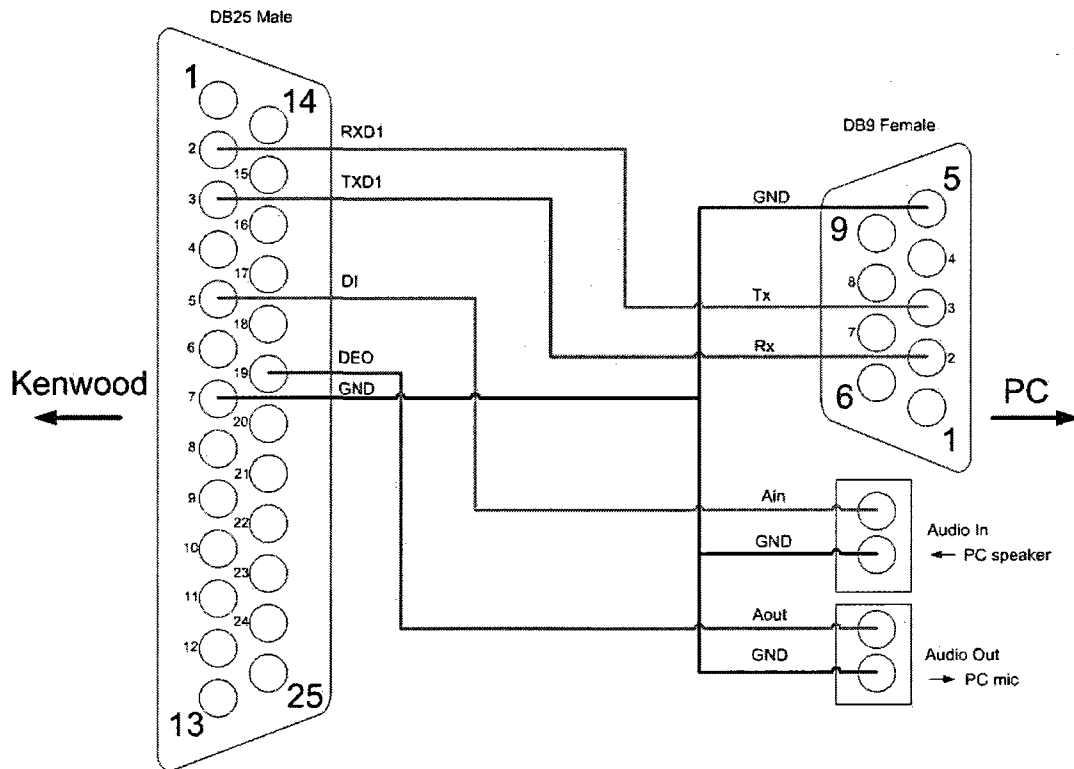 DB25 Male
1
14
RXD1
DB9 Female
2
15
TXD1
5
3
GND
16
9
4
4
17
8
DI
5
Tx
3
18
7
6
Rx
2
DEO
19
6
Kenwood
7
GND
PC
20
1
8
21
Ain
9
22
Audio In
GND
← PC speaker
10
23
11
24
Aout
12
GND
Audio Out
→ PC mic
25
13